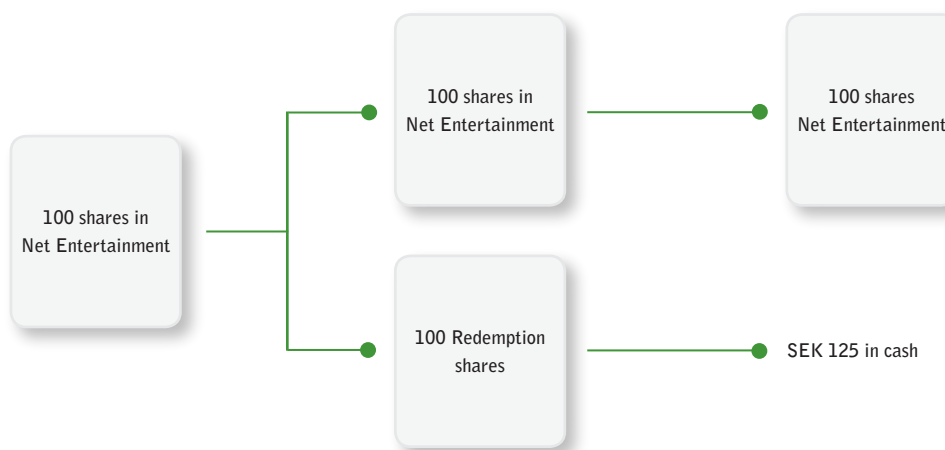 100 shares in
Net Entertainment
100 shares in
Net Entertainment
100 shares
Net Entertainment
100 Redemption
shares
SEK 125 in cash